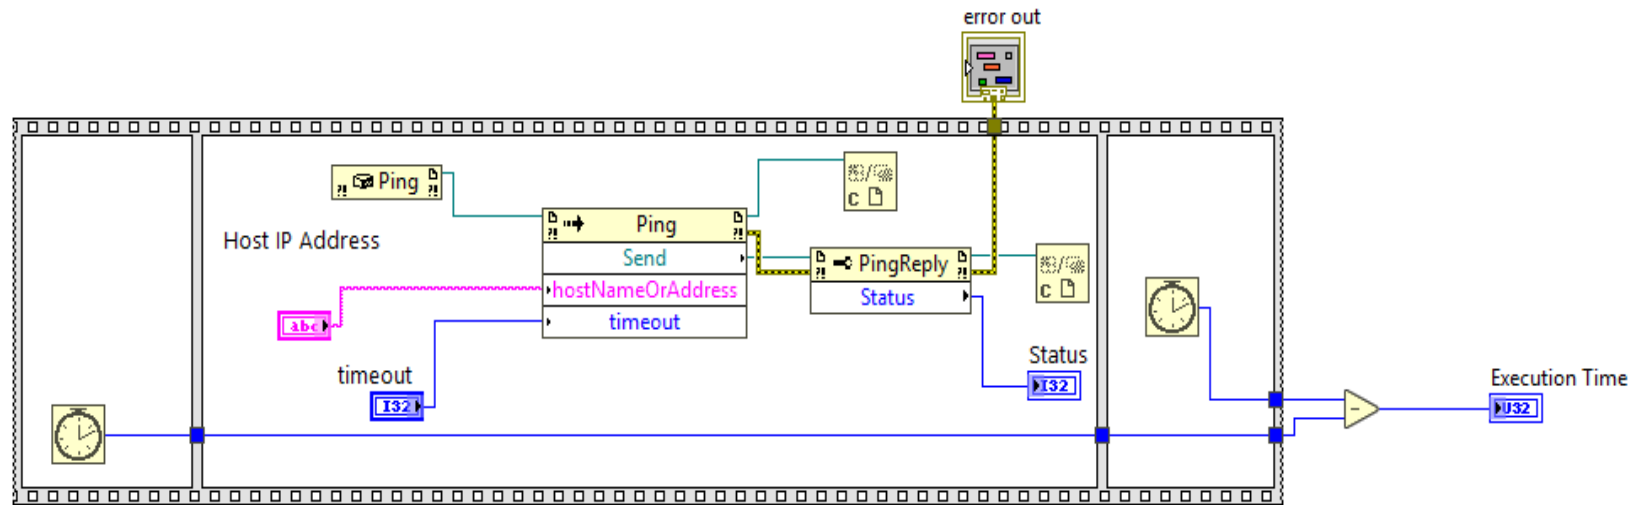 error out
Ping
Host IP Address
Ping
Send
hostNameOrAddress
timeout
abc
timeout
I32
C
PingReply
Status
C
Status
I32
Execution Time
U32